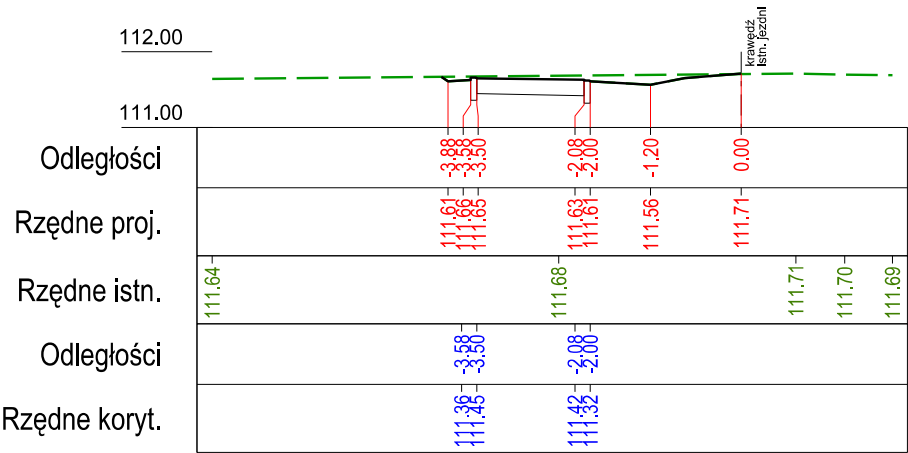 krawędź
istn. jezdni
112.00
111.00
Odległości -3.88 -3.58 -3.50 -2.08 -2.00 -1.20 0.00
Rzędne proj. 111.61 111.66 111.65 111.63 111.61 111.56 111.71
Rzędne istn. 111.64 111.68 111.71 111.70 111.69
Odległości -3.58 -3.50 -2.08 -2.00
Rzędne koryt. 111.36 111.45 111.42 111.32